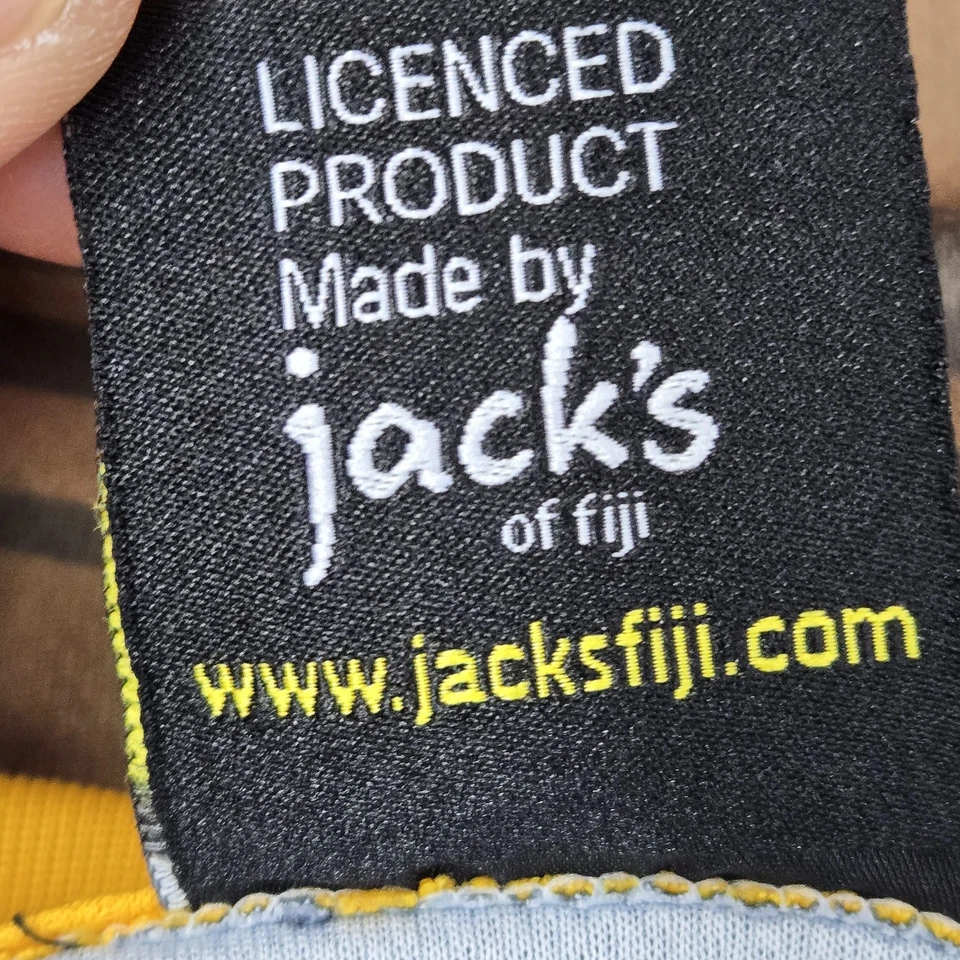 LICENCED
PRODUCT
Made by
jack's
of fiji
www.jacksfiji.com